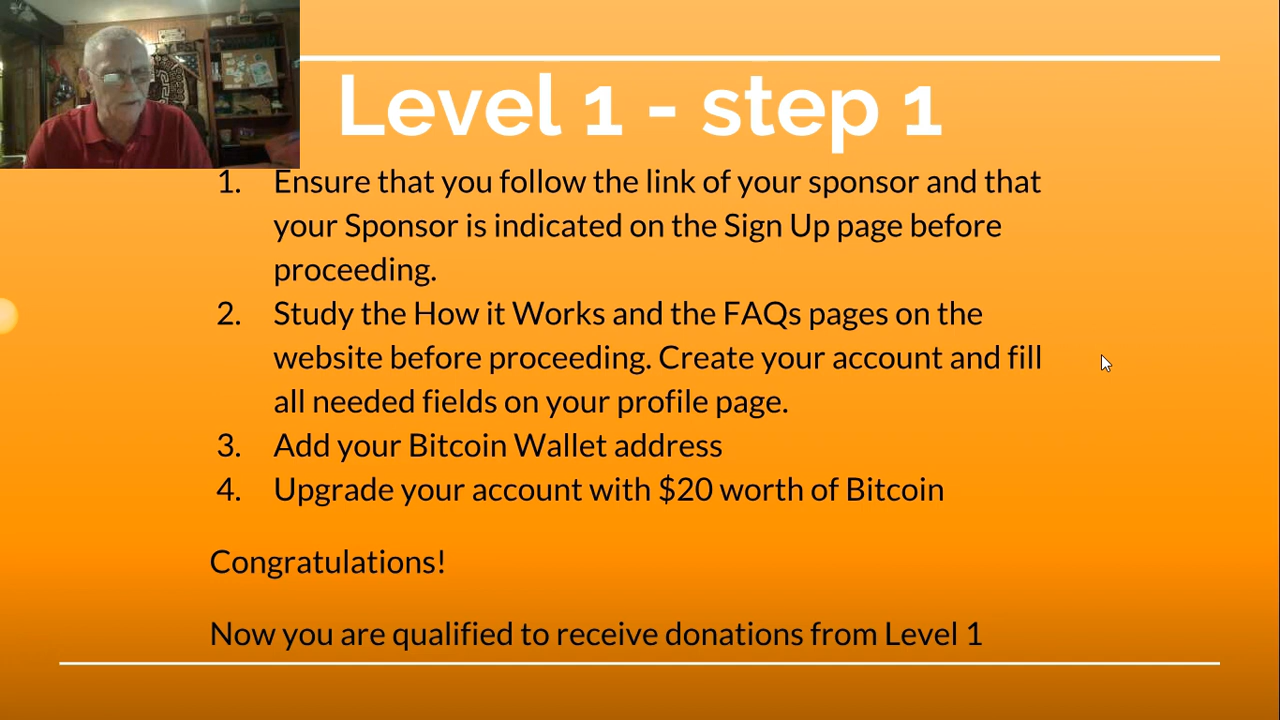 Level 1 - step 1
1. Ensure that you follow the link of your sponsor and that
your Sponsor is indicated on the Sign Up page before
proceeding.
2. Study the How it Works and the FAQs pages on the
website before proceeding. Create your account and fill
all needed fields on your profile page.
3. Add your Bitcoin Wallet address
4. Upgrade your account with $20 worth of Bitcoin
Congratulations!
Now you are qualified to receive donations from Level 1